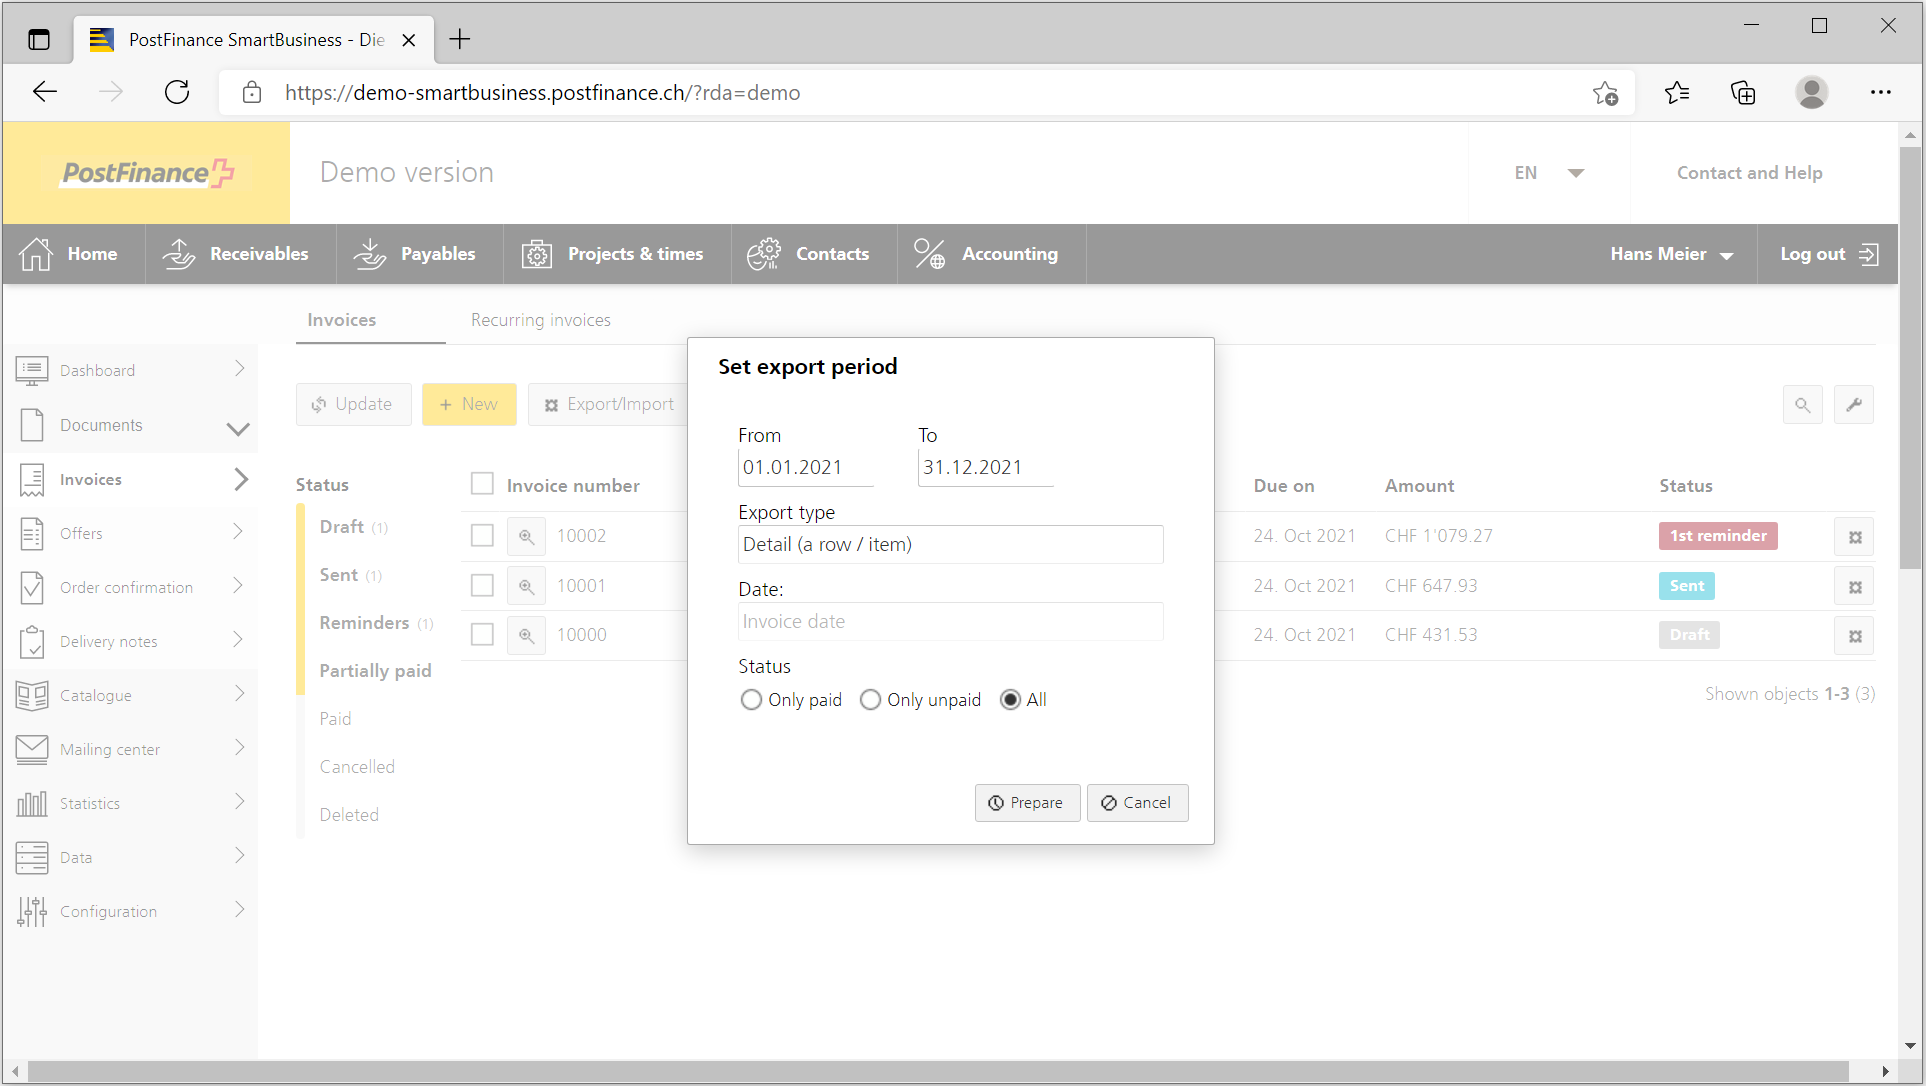 PostFinance SmartBusiness - Die
https://demo-smartbusiness.postfinance.ch/?rda=demo
PostFinance
Demo version
EN
Contact and Help
Home
Receivables
Payables
Projects & times
Contacts
Accounting
Hans Meier
Log out
Invoices
Recurring invoices
Dashboard
Documents
Invoices
Offers
Order confirmation
Delivery notes
Catalogue
Mailing center
Statistics
Data
Configuration
Update
+ New
Export/Import
Status
Draft (1)
Sent (1)
Reminders (1)
Partially paid
Paid
Cancelled
Deleted
Invoice number
Due on
Amount
Status
10002
24. Oct 2021
CHF 1'079.27
1st reminder
10001
24. Oct 2021
CHF 647.93
Sent
10000
24. Oct 2021
CHF 431.53
Draft
Shown objects 1-3 (3)
Set export period
From
To
01.01.2021
31.12.2021
Export type
Detail (a row / item)
Date:
Invoice date
Status
Only paid
Only unpaid
All
Prepare
Cancel